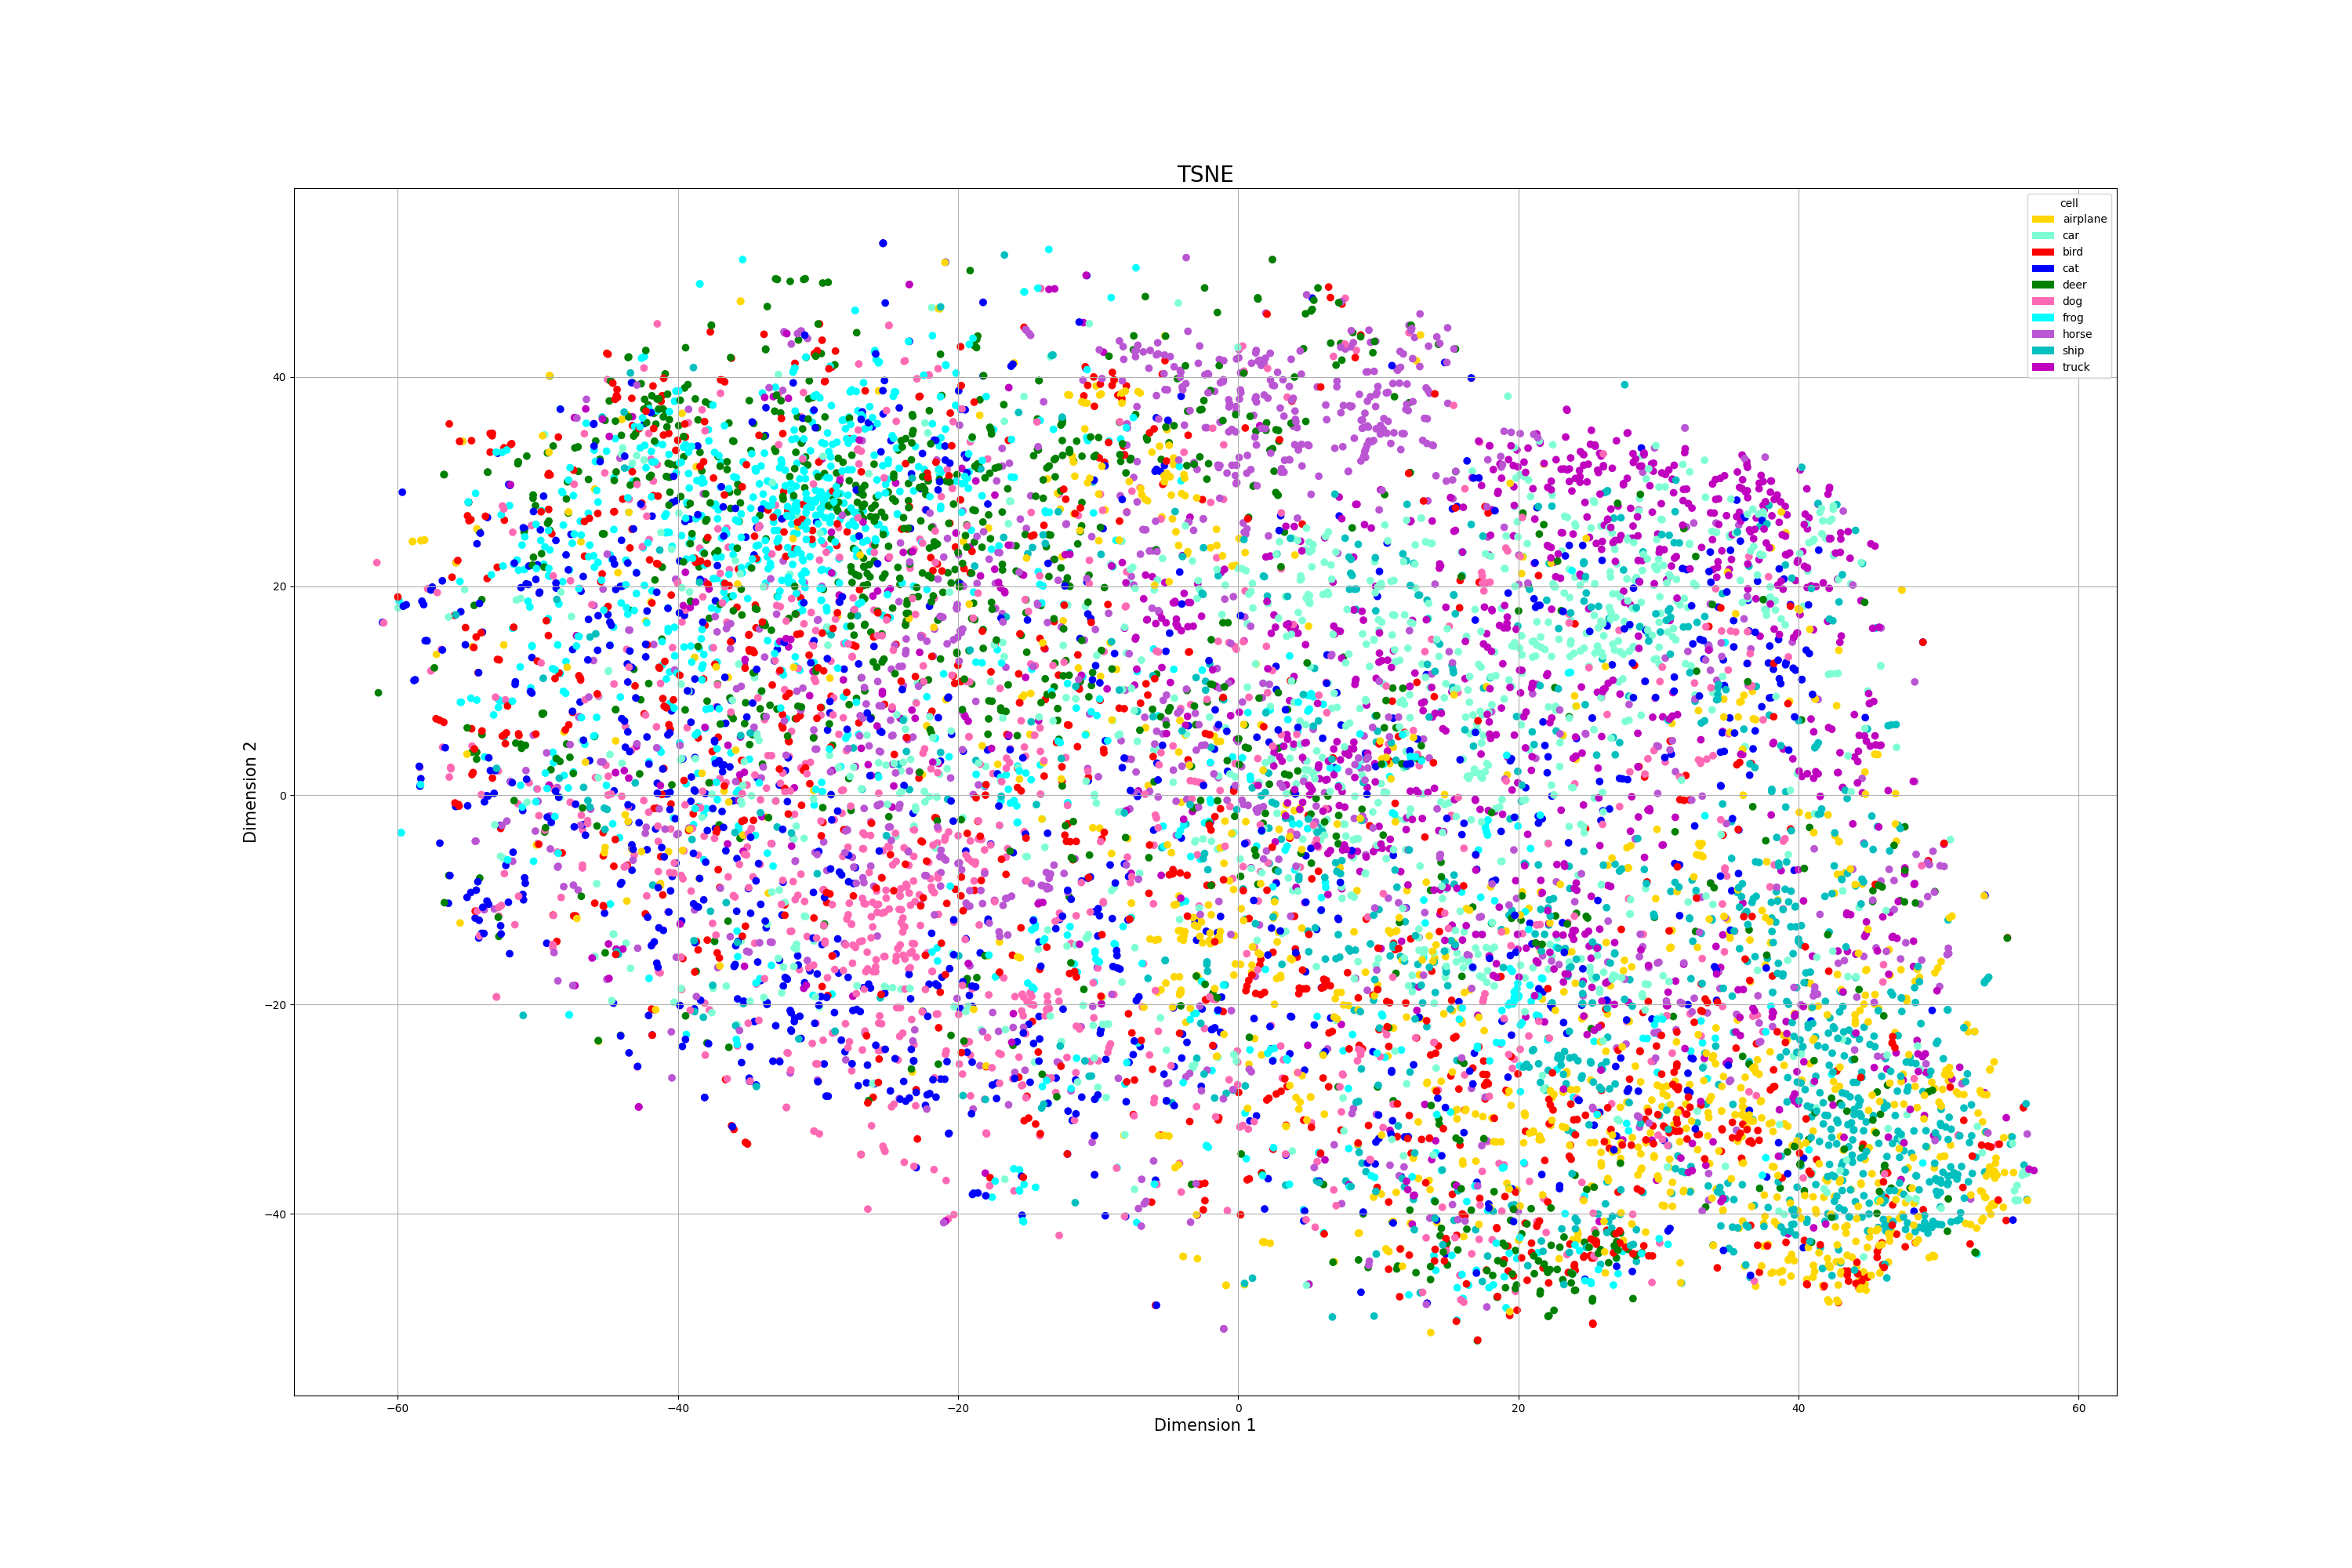 TSNE
cell
airplane
car
bird
cat
deer
dog
frog
horse
ship
truck
Dimension 2
40
20
0
−20
−40
−60
−40
−20
0
20
40
60
Dimension 1